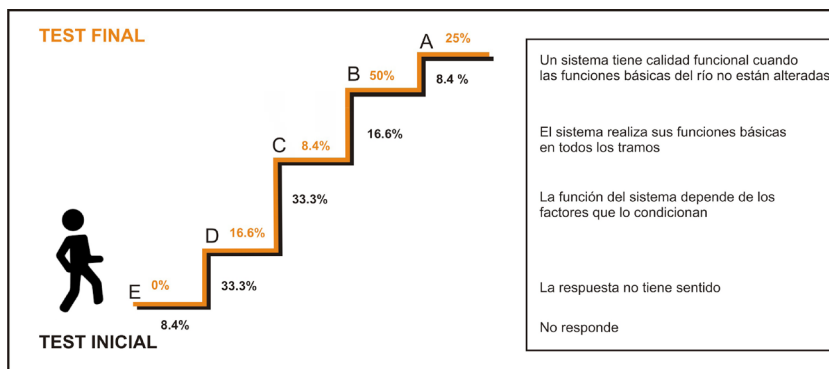 TEST FINAL
A 25%
8.4 %
B 50%
16.6%
C 8.4%
33.3%
D 16.6%
33.3%
E 0%
8.4%
TEST INICIAL
Un sistema tiene calidad funcional cuando
las funciones básicas del río no están alteradas
El sistema realiza sus funciones básicas
en todos los tramos
La función del sistema depende de los
factores que lo condicionan
La respuesta no tiene sentido
No responde